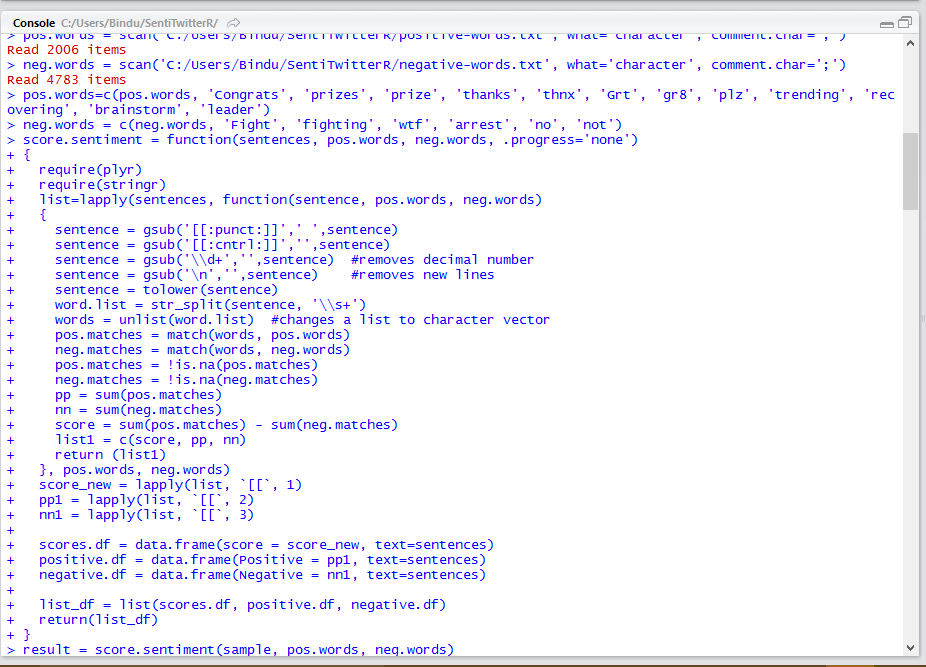 Console C:/Users/Bindu/SentiTwitterR/
> pos.words = scan('C:/Users/Bindu/SentiTwitterR/positive-words.txt', what='character', comment.char=';')
Read 2006 items
> neg.words = scan('C:/Users/Bindu/SentiTwitterR/negative-words.txt', what='character', comment.char=';')
Read 4783 items
> pos.words=c(pos.words, 'Congrats', 'prizes', 'prize', 'thanks', 'thnx', 'Grt', 'gr8', 'plz', 'trending', 'rec
overing', 'brainstorm', 'leader')
> neg.words = c(neg.words, 'Fight', 'fighting', 'wtf', 'arrest', 'no', 'not')
> score.sentiment = function(sentences, pos.words, neg.words, .progress='none')
+ {
+   require(plyr)
+   require(stringr)
+   list=lapply(sentences, function(sentence, pos.words, neg.words)
+   {
+     sentence = gsub('[[:punct:]]',' ',sentence)
+     sentence = gsub('[[:cntrl:]]','',sentence)
+     sentence = gsub('\\d+','',sentence)  #removes decimal number
+     sentence = gsub('\n','',sentence)    #removes new lines
+     sentence = tolower(sentence)
+     word.list = str_split(sentence, '\\s+')
+     words = unlist(word.list)  #changes a list to character vector
+     pos.matches = match(words, pos.words)
+     neg.matches = match(words, neg.words)
+     pos.matches = !is.na(pos.matches)
+     neg.matches = !is.na(neg.matches)
+     pp = sum(pos.matches)
+     nn = sum(neg.matches)
+     score = sum(pos.matches) - sum(neg.matches)
+     list1 = c(score, pp, nn)
+     return (list1)
+   }, pos.words, neg.words)
+   score_new = lapply(list, `[[`, 1)
+   pp1 = lapply(list, `[[`, 2)
+   nn1 = lapply(list, `[[`, 3)
+
+   scores.df = data.frame(score = score_new, text=sentences)
+   positive.df = data.frame(Positive = pp1, text=sentences)
+   negative.df = data.frame(Negative = nn1, text=sentences)
+
+   list_df = list(scores.df, positive.df, negative.df)
+   return(list_df)
+ }
> result = score.sentiment(sample, pos.words, neg.words)